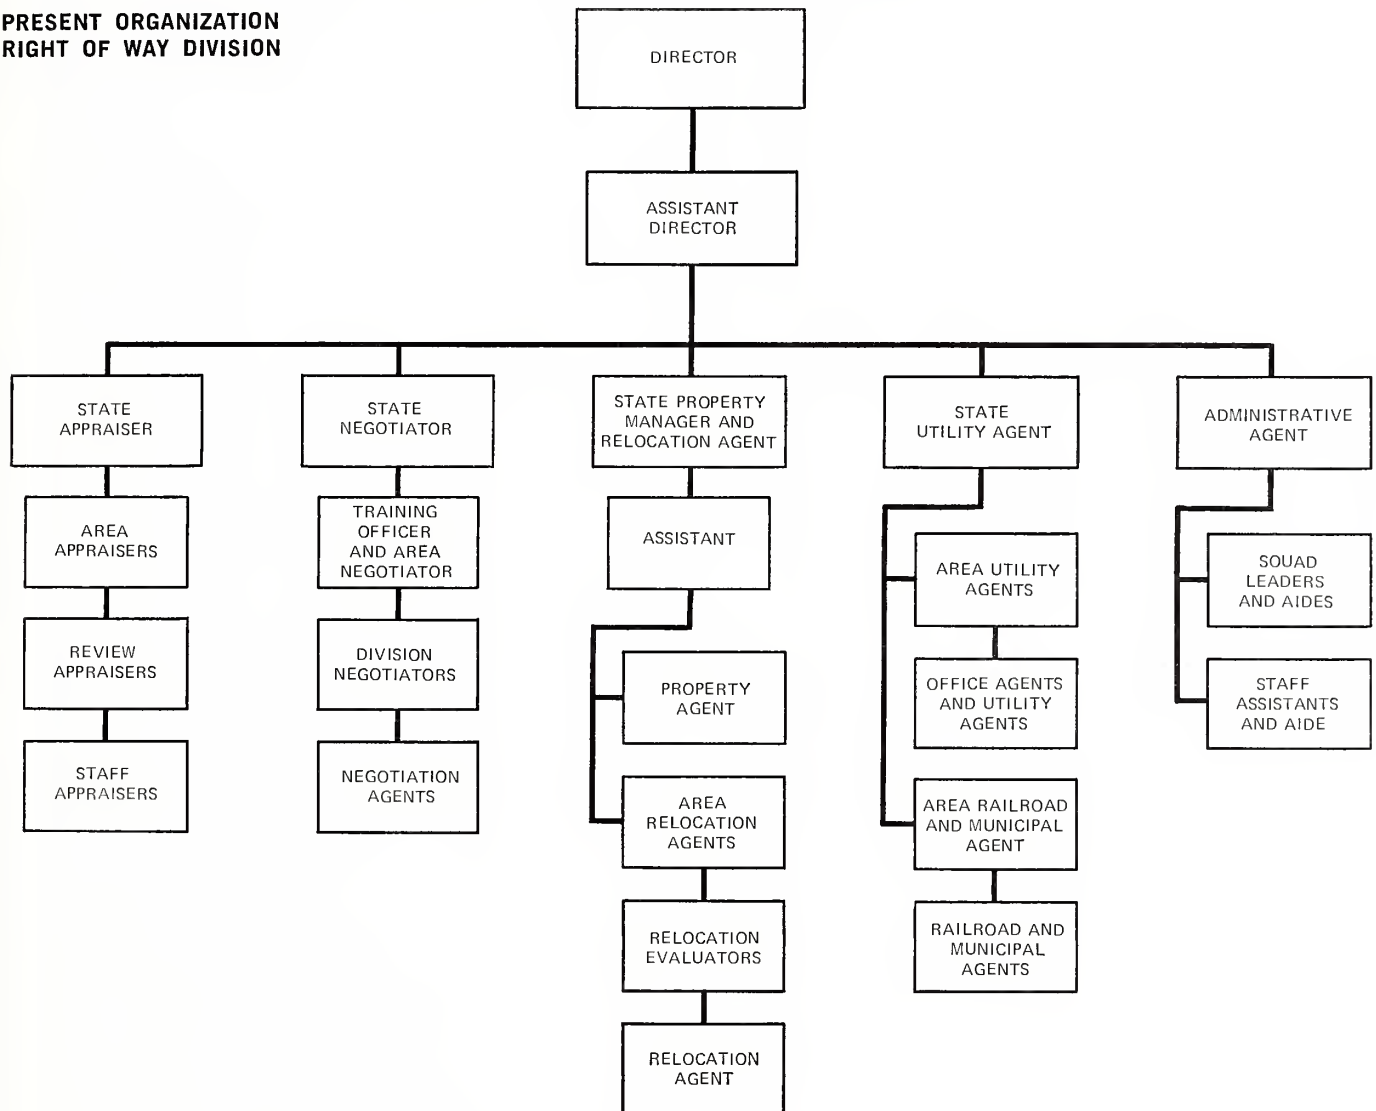 PRESENT ORGANIZATION
RIGHT OF WAY DIVISION
DIRECTOR
ASSISTANT
DIRECTOR
STATE
APPRAISER
STATE
NEGOTIATOR
STATE PROPERTY
MANAGER AND
RELOCATION AGENT
STATE
UTILITY AGENT
ADMINISTRATIVE
AGENT
AREA
APPRAISERS
REVIEW
APPRAISERS
STAFF
APPRAISERS
TRAINING
OFFICER
AND AREA
NEGOTIATOR
DIVISION
NEGOTIATORS
NEGOTIATION
AGENTS
ASSISTANT
PROPERTY
AGENT
AREA
RELOCATION
AGENTS
RELOCATION
EVALUATORS
RELOCATION
AGENT
AREA UTILITY
AGENTS
OFFICE AGENTS
AND UTILITY
AGENTS
AREA RAILROAD
AND MUNICIPAL
AGENT
RAILROAD AND
MUNICIPAL
AGENTS
SOUAD
LEADERS
AND AIDES
STAFF
ASSISTANTS
AND AIDE